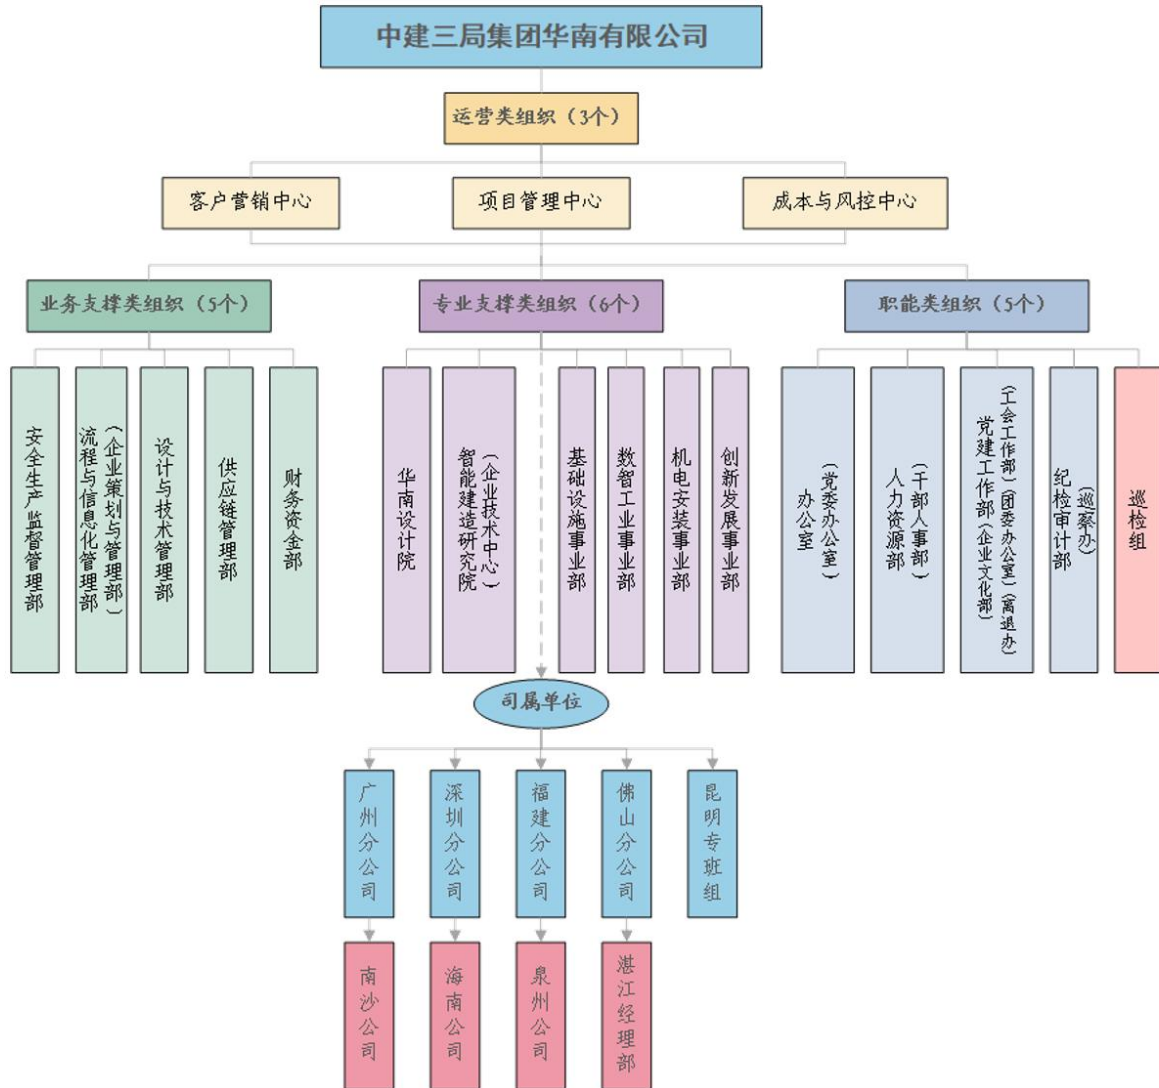 中建三局集团华南有限公司
运营类组织（3个）
客户营销中心
项目管理中心
成本与风控中心
业务支撑类组织（5个）
专业支撑类组织（6个）
职能类组织（5个）
安全生产监督管理部
流程与信息化管理部
（企业策划与管理部）
设计与技术管理部
供应链管理部
财务资金部
华南设计院
智能建造研究院
（企业技术中心）
基础设施事业部
数智工业事业部
机电安装事业部
创新发展事业部
办公室
（党委办公室）
人力资源部
（干部人事部）
党建工作部（企业文化部）
（工会工作部）（团委办公室）（离退办）
纪检审计部
（巡察办）
巡检组
司属单位
广州分公司
深圳分公司
福建分公司
佛山分公司
昆明专班组
南沙公司
海南公司
泉州公司
湛江经理部